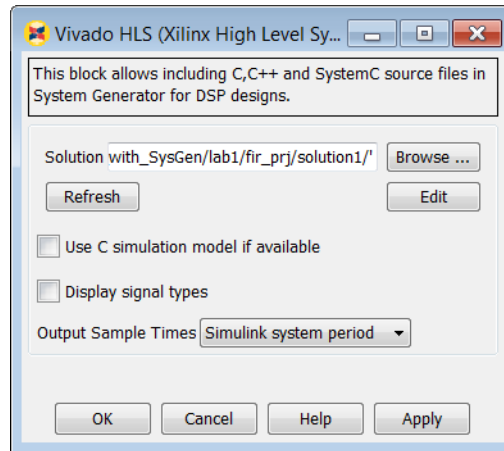 Vivado HLS (Xilinx High Level Sy...
This block allows including C,C++ and SystemC source files in
System Generator for DSP designs.
Solution with_SysGen/lab1/fir_prj/solution1/' Browse ...
Refresh Edit
Use C simulation model if available
Display signal types
Output Sample Times Simulink system period
OK Cancel Help Apply